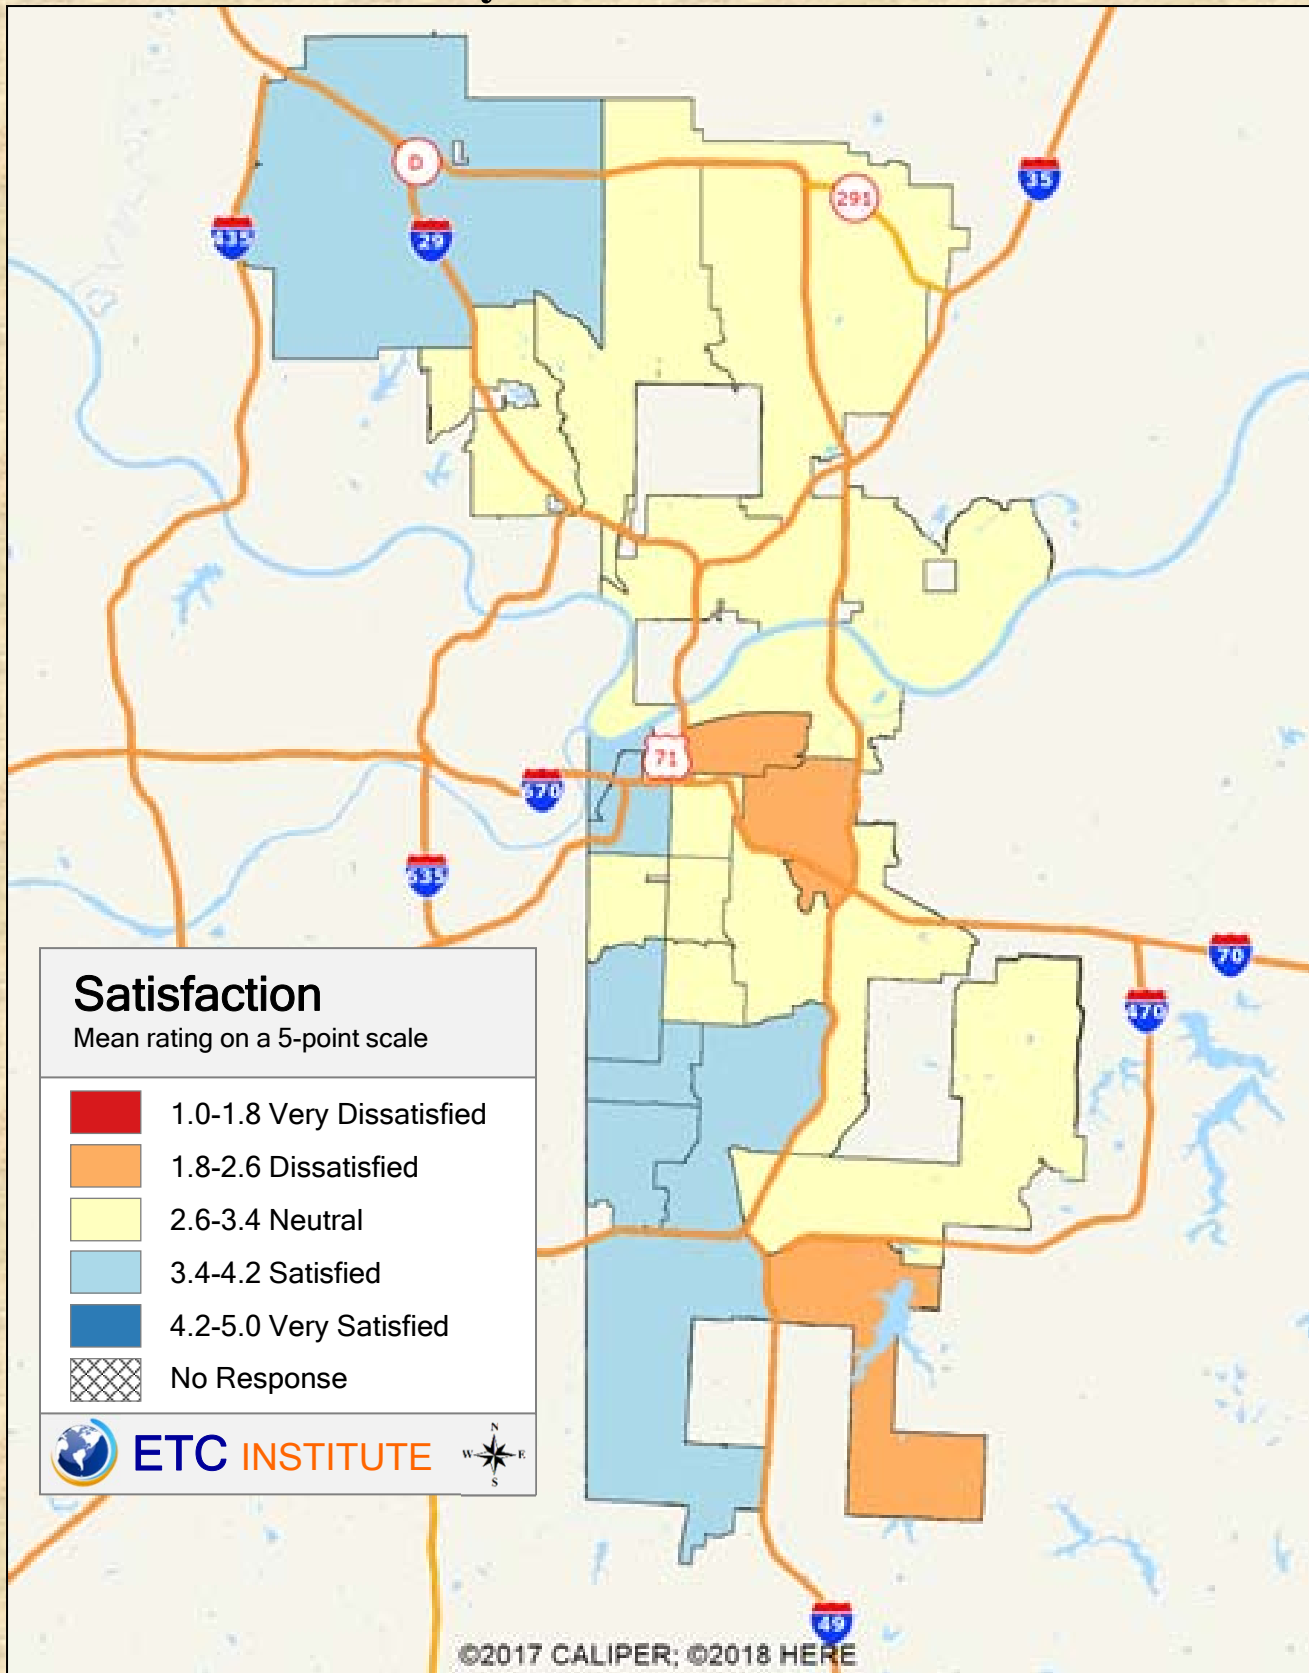 D
291
35
435
29
71
670
635
70
470
Satisfaction
Mean rating on a 5-point scale
1.0-1.8 Very Dissatisfied
1.8-2.6 Dissatisfied
2.6-3.4 Neutral
3.4-4.2 Satisfied
4.2-5.0 Very Satisfied
No Response
ETC INSTITUTE
N
W E
S
49
©2017 CALIPER; ©2018 HERE